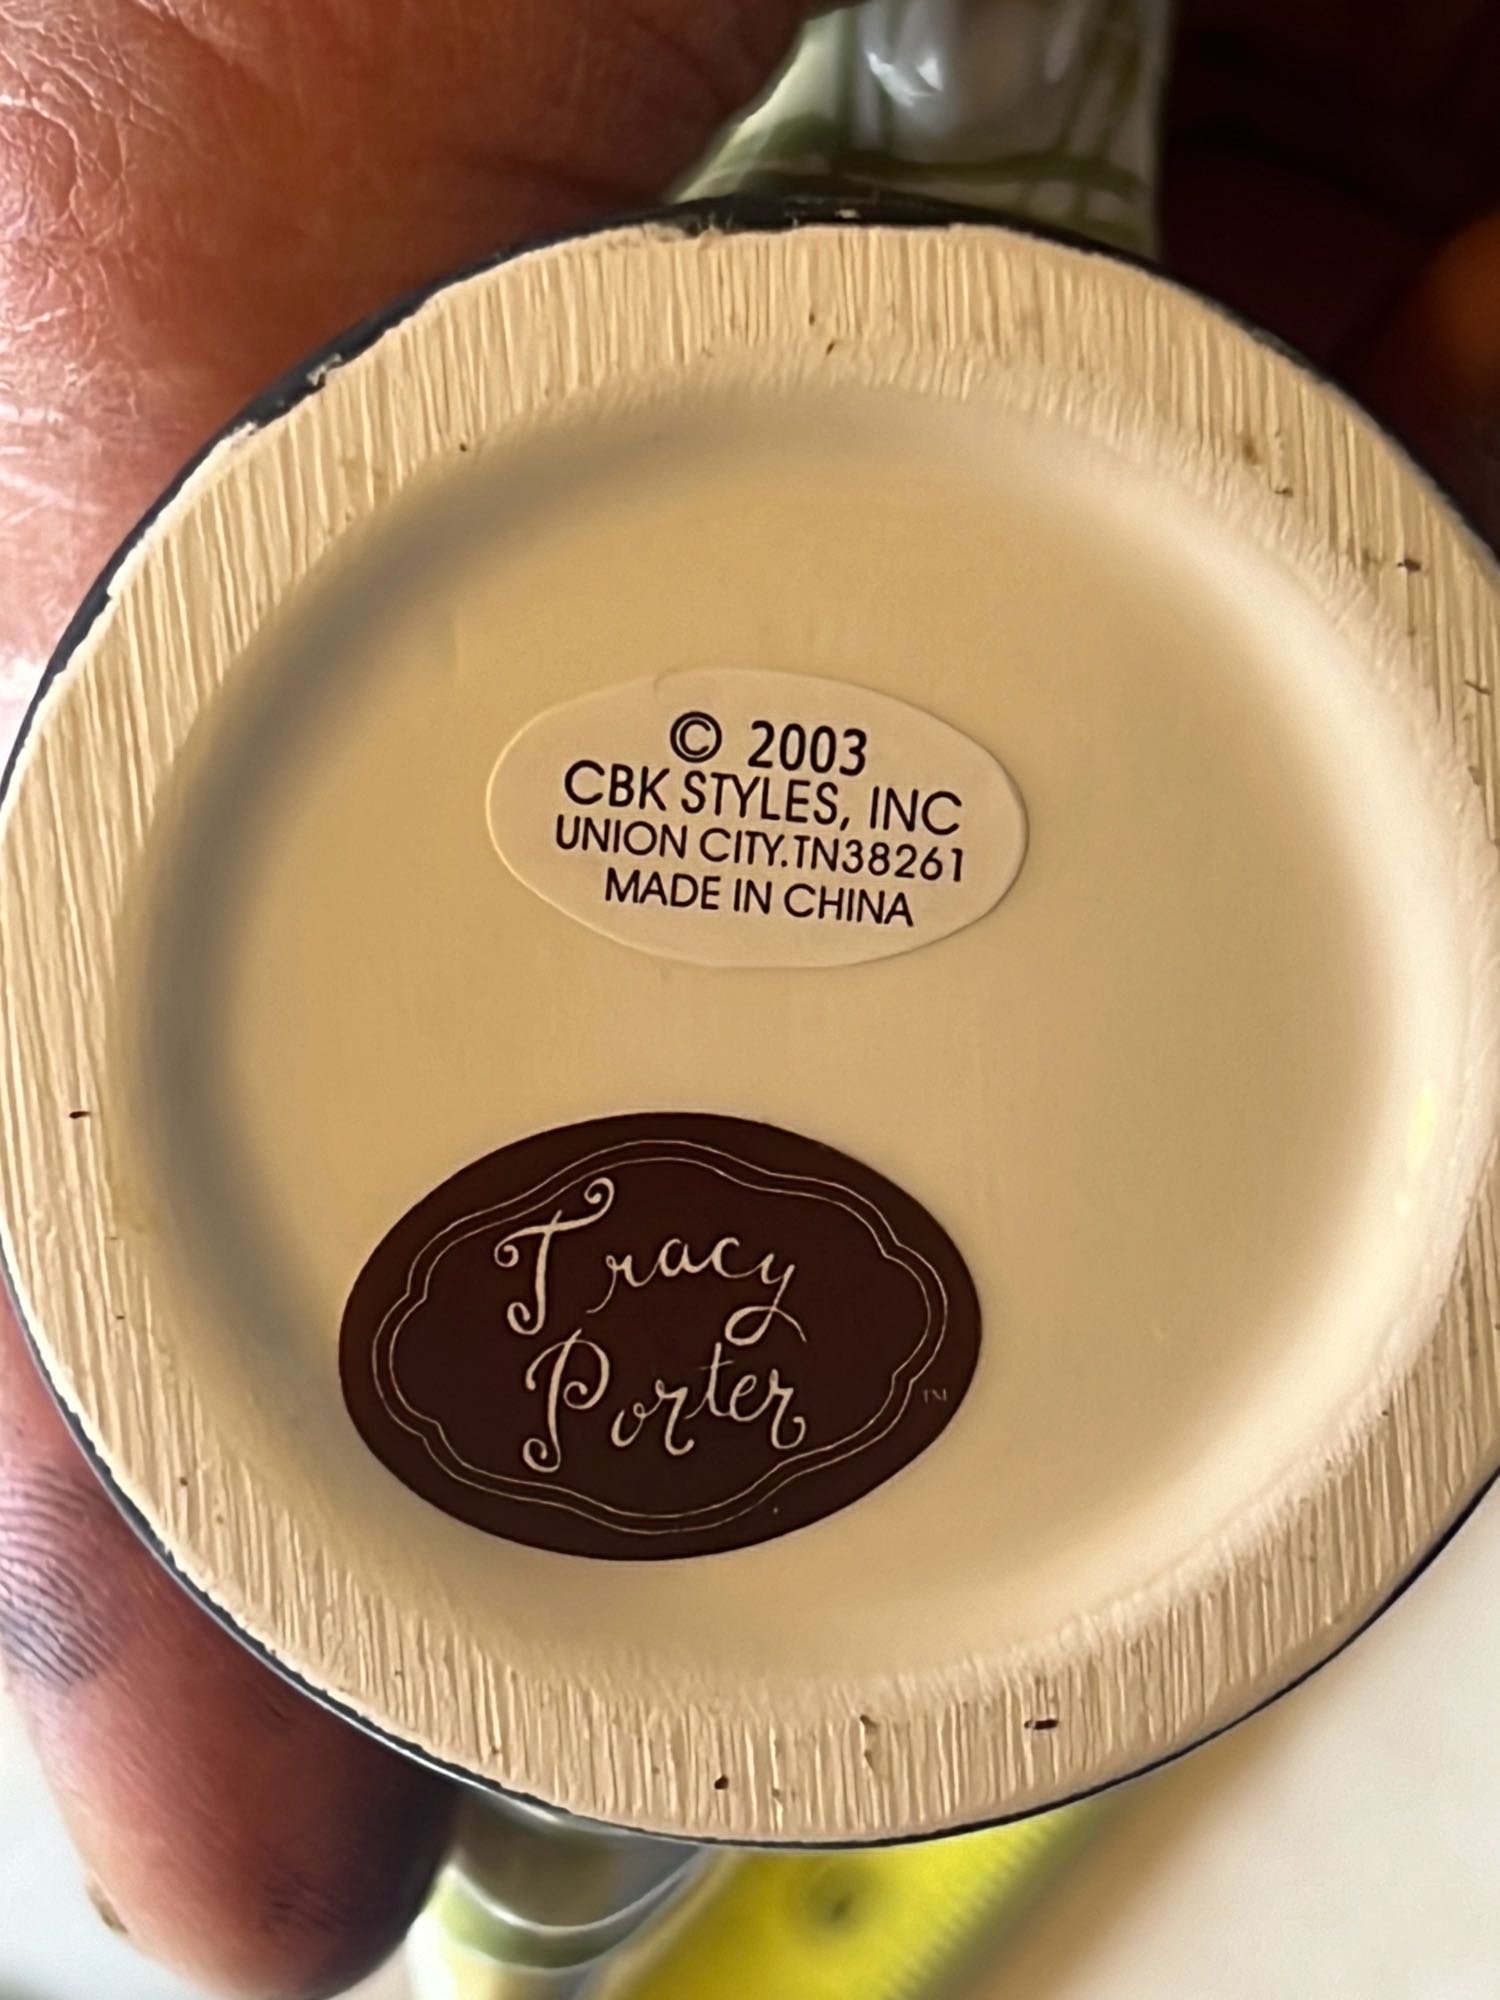 © 2003
CBK STYLES, INC
UNION CITY.TN38261
MADE IN CHINA
Tracy
Porter
TM